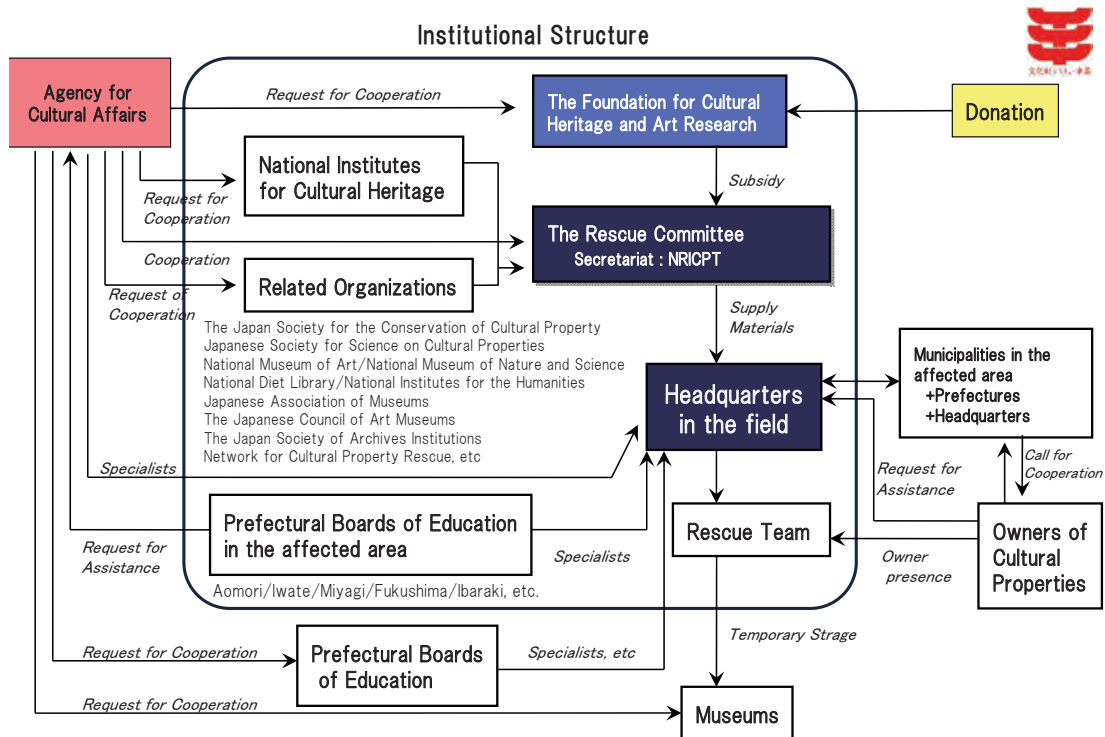 Institutional Structure
Agency for
Cultural Affairs
Request for Cooperation
The Foundation for Cultural
Heritage and Art Research
Donation
National Institutes
for Cultural Heritage
Request for
Cooperation
Subsidy
The Rescue Committee
Secretariat : NRICPT
Cooperation
Related Organizations
Request of
Cooperation
The Japan Society for the Conservation of Cultural Property
Japanese Society for Science on Cultural Properties
National Museum of Art/National Museum of Nature and Science
National Diet Library/National Institutes for the Humanities
Japanese Association of Museums
The Japanese Council of Art Museums
The Japan Society of Archives Institutions
Network for Cultural Property Rescue, etc
Supply
Materials
Headquarters
in the field
Municipalities in the
affected area
+Prefectures
+Headquarters
Specialists
Request for
Assistance
Call for
Cooperation
Prefectural Boards of Education
in the affected area
Request for
Assistance
Specialists
Rescue Team
Owner
presence
Owners of
Cultural
Properties
Aomori/Iwate/Miyagi/Fukushima/Ibaraki, etc.
Temporary Strage
Request for Cooperation
Prefectural Boards
of Education
Specialists, etc
Request for Cooperation
Museums